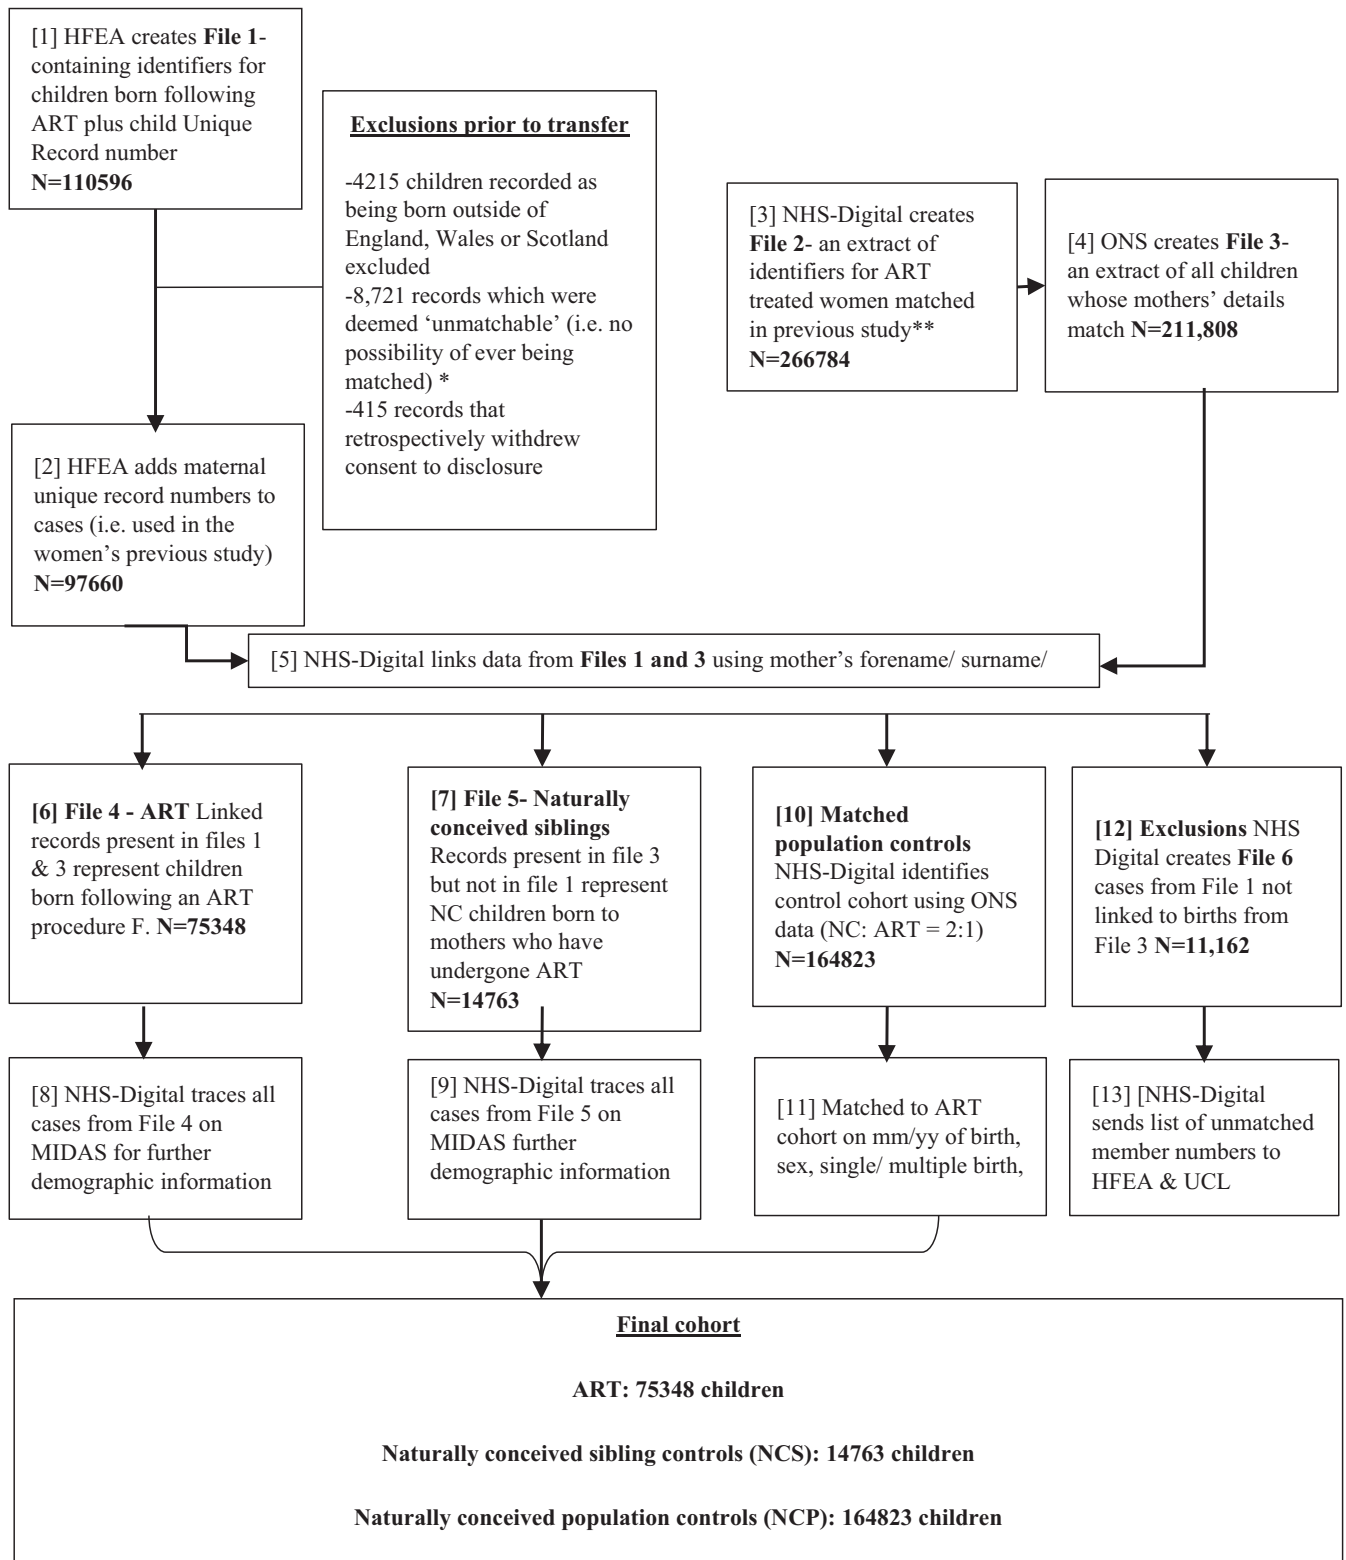 [1] HFEA creates File 1-
containing identifiers for
children born following
ART plus child Unique
Record number
N=110596
Exclusions prior to transfer
-4215 children recorded as
being born outside of
England, Wales or Scotland
excluded
-8,721 records which were
deemed ‘unmatchable’ (i.e. no
possibility of ever being
matched) *
-415 records that
retrospectively withdrew
consent to disclosure
[3] NHS-Digital creates
File 2- an extract of
identifiers for ART
treated women matched
in previous study**
N=266784
[4] ONS creates File 3-
an extract of all children
whose mothers’ details
match N=211,808
[2] HFEA adds maternal
unique record numbers to
cases (i.e. used in the
women’s previous study)
N=97660
[5] NHS-Digital links data from Files 1 and 3 using mother’s forename/ surname/
[6] File 4 - ART Linked
records present in files 1
& 3 represent children
born following an ART
procedure F. N=75348
[7] File 5- Naturally
conceived siblings
Records present in file 3
but not in file 1 represent
NC children born to
mothers who have
undergone ART
N=14763
[10] Matched
population controls
NHS-Digital identifies
control cohort using ONS
data (NC: ART = 2:1)
N=164823
[12] Exclusions NHS
Digital creates File 6
cases from File 1 not
linked to births from
File 3 N=11,162
[8] NHS-Digital traces all
cases from File 4 on
MIDAS for further
demographic information
[9] NHS-Digital traces all
cases from File 5 on
MIDAS further
demographic information
[11] Matched to ART
cohort on mm/yy of birth,
sex, single/ multiple birth,
[13] [NHS-Digital
sends list of unmatched
member numbers to
HFEA & UCL
Final cohort
ART: 75348 children
Naturally conceived sibling controls (NCS): 14763 children
Naturally conceived population controls (NCP): 164823 children